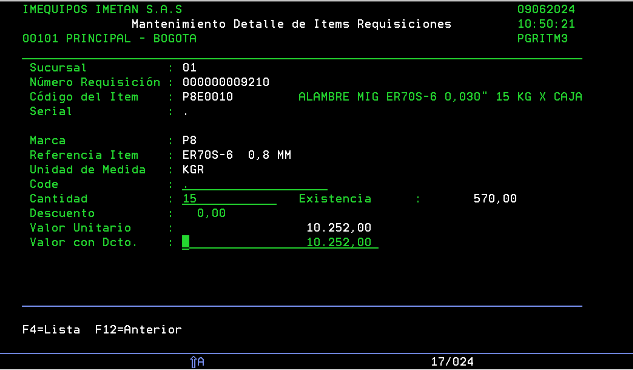 IMEQUIPOS IMETAN S.A.S 09062024
Mantenimiento Detalle de Items Requisiciones 10:50:21
00101 PRINCIPAL - BOGOTA PGRITM3
Sucursal : 01
Número Requisición : 000000009210
Código del Item : P8E0010 ALAMBRE MIG ER70S-6 0,030" 15 KG X CAJA
Serial : .
Marca : P8
Referencia Item : ER70S-6 0,8 MM
Unidad de Medida : KGR
Code : .
Cantidad : 15 Existencia : 570,00
Descuento : 0,00
Valor Unitario : 10.252,00
Valor con Dcto. : 10.252,00
F4=Lista F12=Anterior
⇧A 17/024